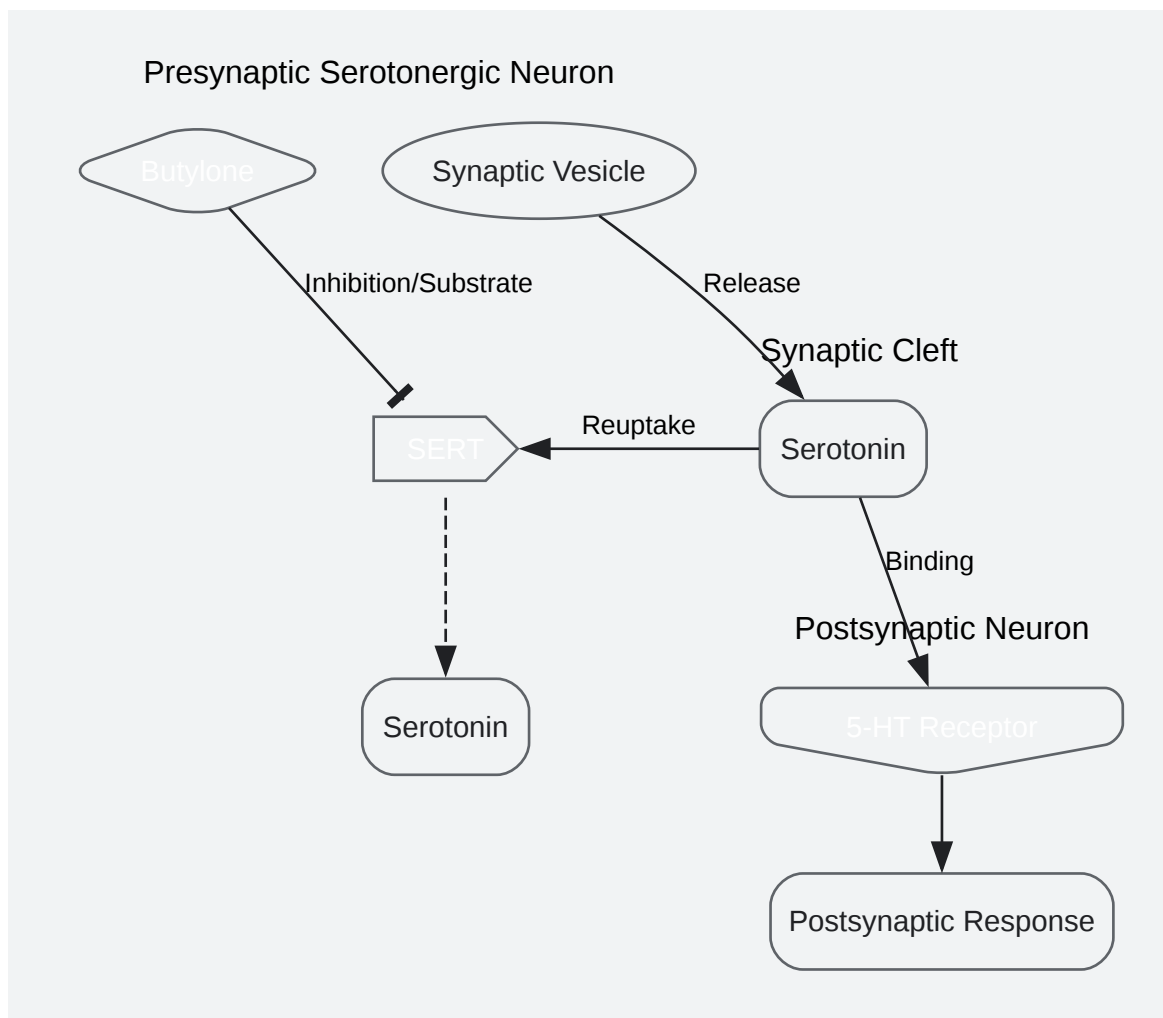 Presynaptic Serotonergic Neuron
Butylone
Synaptic Vesicle
Inhibition/Substrate
Release
Synaptic Cleft
Reuptake
SERT
Serotonin
Binding
Postsynaptic Neuron
Serotonin
5-HT Receptor
Postsynaptic Response